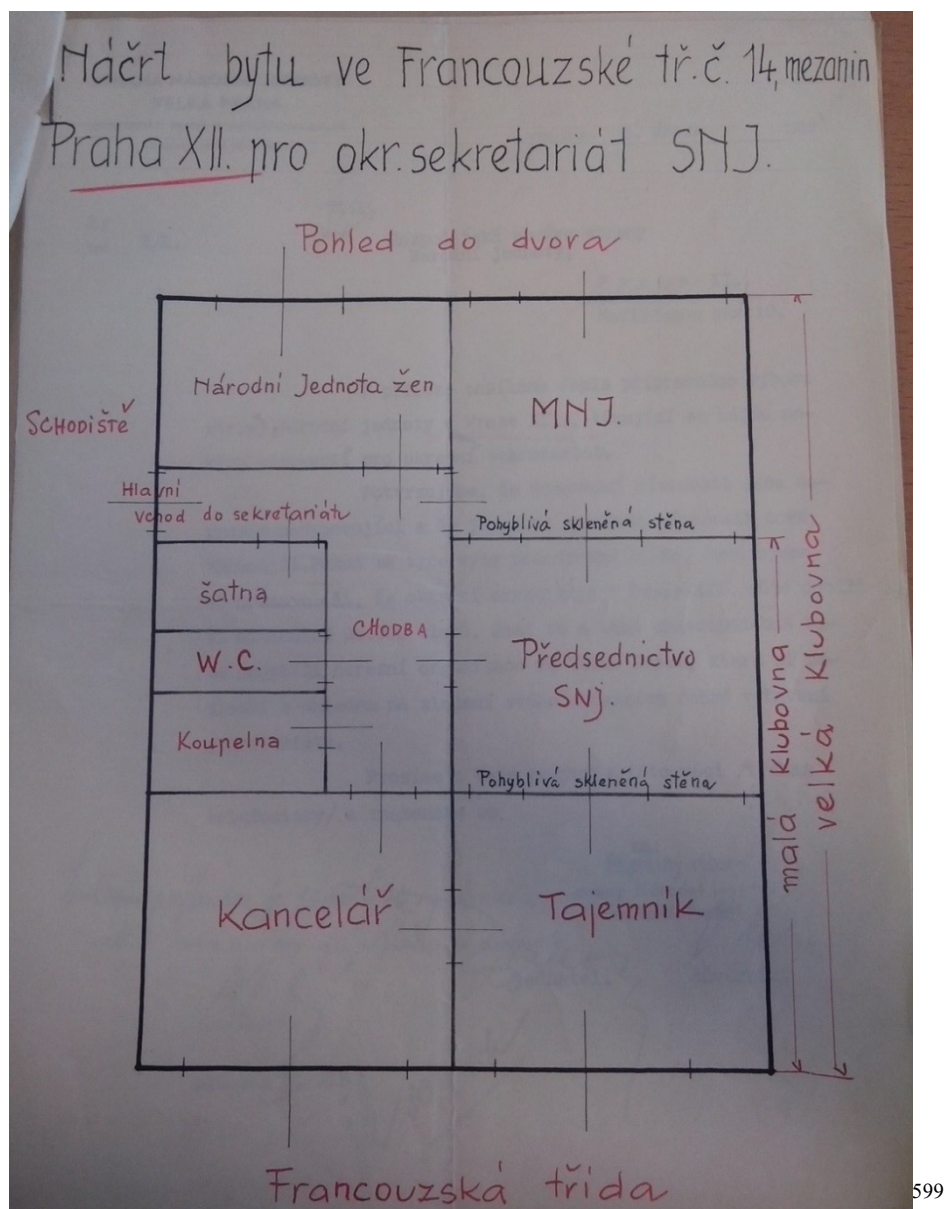 Náčrt bytu ve Francouzské tř.č. 14, mezanin
Praha XII. pro okr. sekretariát SNJ.
Pohled do dvora
Národní Jednota žen
MNJ.
SCHODIŠTĚ
Hlavní
vchod do sekretariátu
Pohyblivá skleněná stěna
šatna
CHODBA
W.C.
Předsednictvo
SNJ.
Koupelna
Pohyblivá skleněná stěna
malá Klubovna
velká Klubovna
Kancelář
Tajemník
Francouzská třída
599